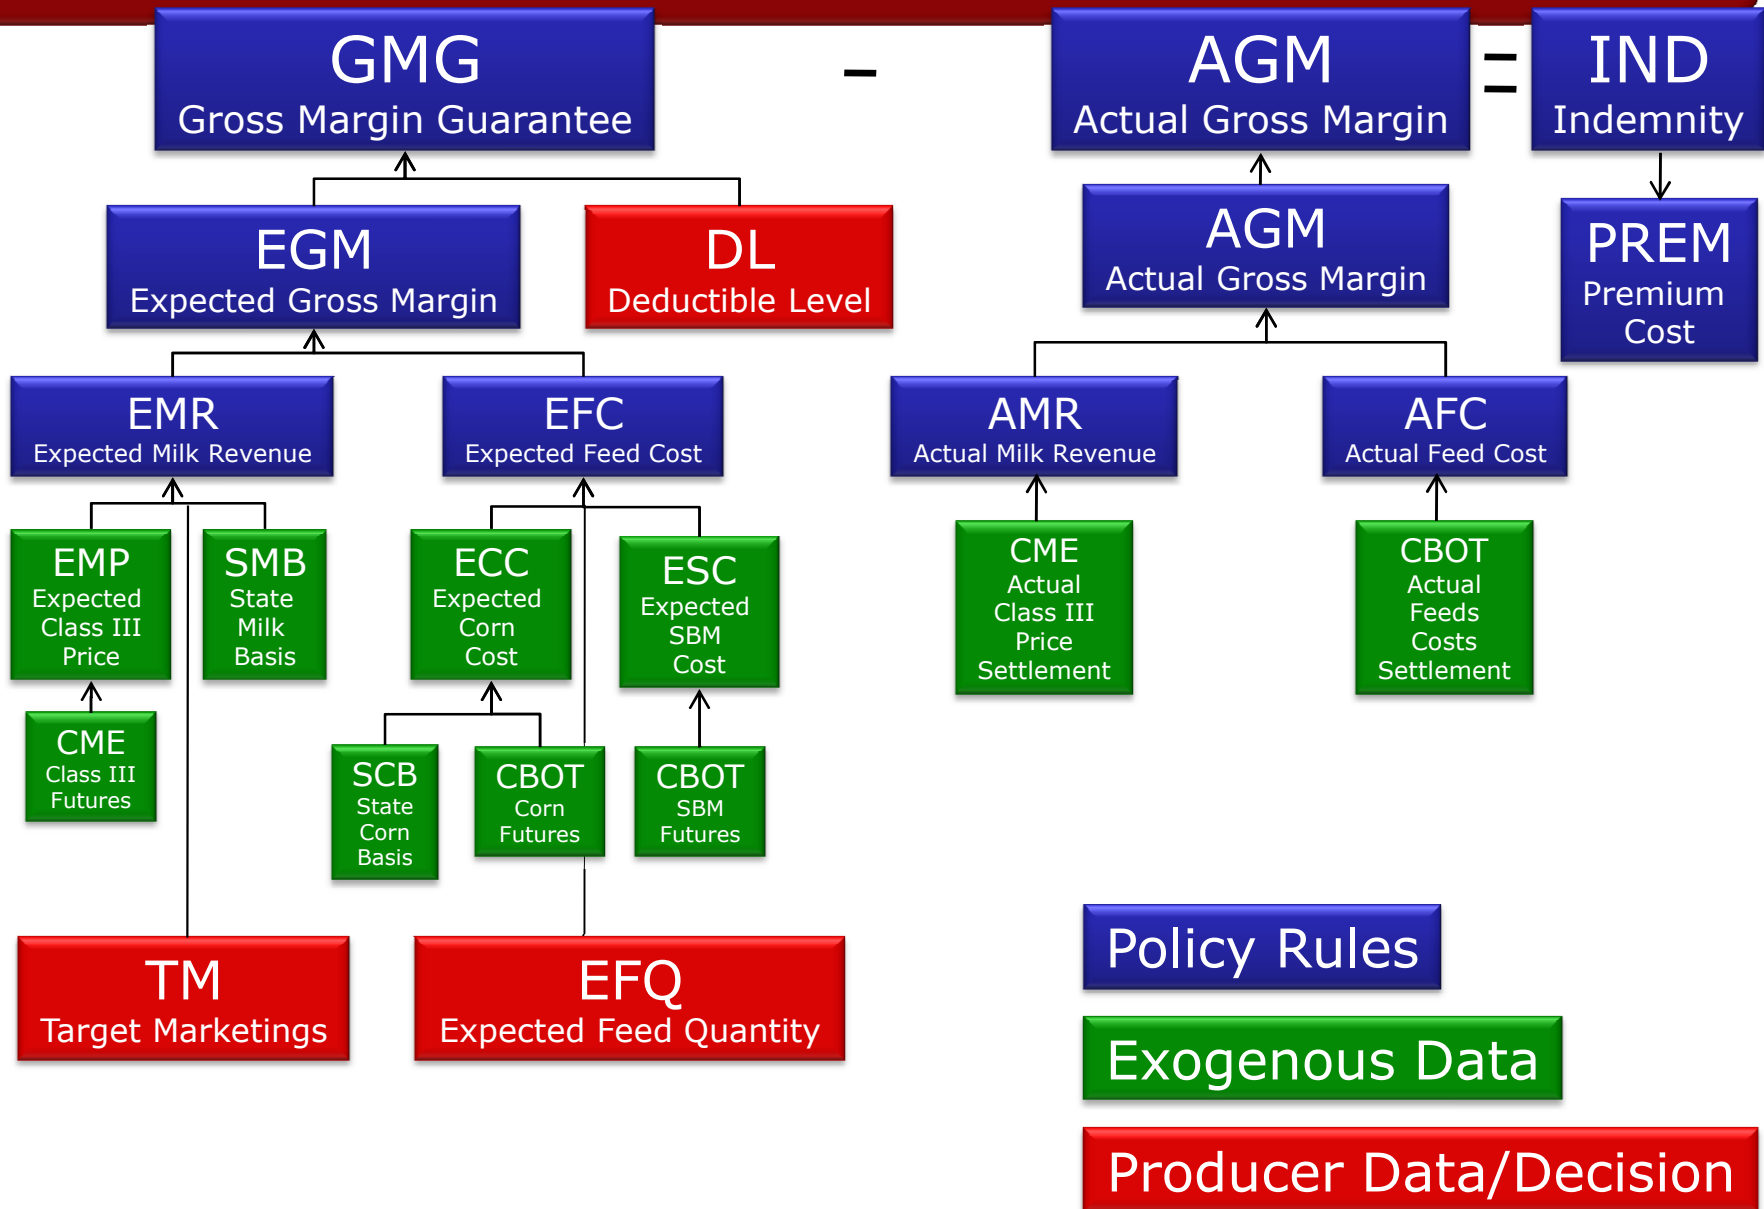 GMG
Gross Margin Guarantee
-
AGM
Actual Gross Margin
=
IND
Indemnity
EGM
Expected Gross Margin
DL
Deductible Level
AGM
Actual Gross Margin
PREM
Premium
Cost
EMR
Expected Milk Revenue
EFC
Expected Feed Cost
AMR
Actual Milk Revenue
AFC
Actual Feed Cost
EMP
Expected
Class III
Price
SMB
State
Milk
Basis
ECC
Expected
Corn
Cost
ESC
Expected
SBM
Cost
CME
Actual
Class III
Price
Settlement
CBOT
Actual
Feeds
Costs
Settlement
CME
Class III
Futures
SCB
State
Corn
Basis
CBOT
Corn
Futures
CBOT
SBM
Futures
TM
Target Marketings
EFQ
Expected Feed Quantity
Policy Rules
Exogenous Data
Producer Data/Decision